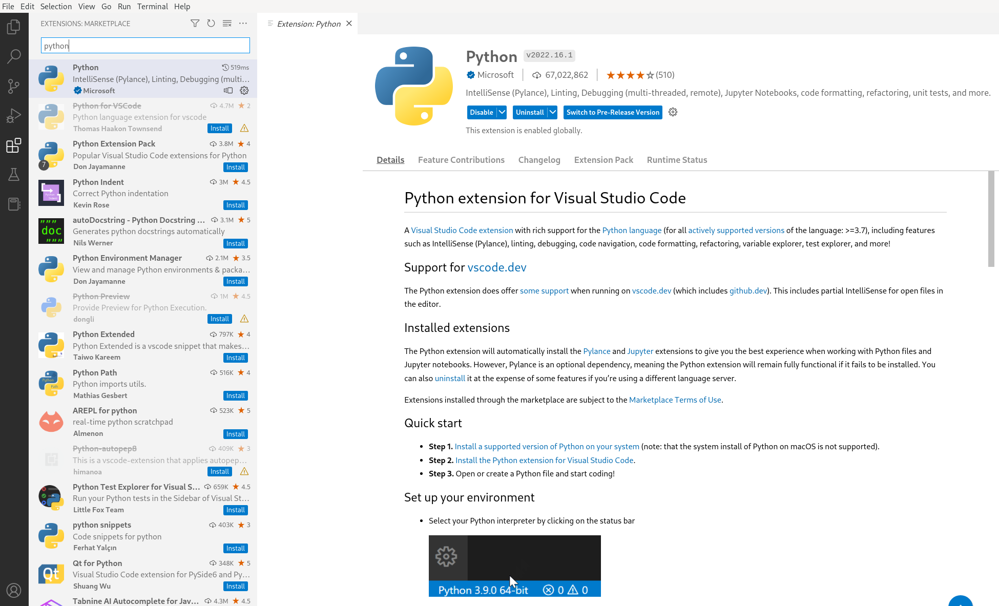 File Edit Selection View Go Run Terminal Help
EXTENSIONS: MARKETPLACE
python
Python 519ms
IntelliSense (Pylance), Linting, Debugging (multi...
Microsoft
Python for VSCode 4.7M 2
Python language extension for vscode
Thomas Haakon Townsend Install
Python Extension Pack 3.8M 4
Popular Visual Studio Code extensions for Python
7
Don Jayamanne Install
Python Indent 3M 4.5
Correct Python indentation
Python
Indent
Kevin Rose Install
autoDocstring - Python Docstring ... 3.1M 5
""" doc """
Generates python docstrings automatically
Nils Werner Install
Python Environment Manager 2.1M 3.5
View and manage Python environments & packa...
Don Jayamanne Install
Python Preview 1M 4.5
Provide Preview for Python Execution.
dongli Install
Python Extended 797K 4
Python Extended is a vscode snippet that makes...
Taiwo Kareem Install
Python Path 516K 4
Python
Path
Python imports utils.
Mathias Gesbert Install
AREPL for python 523K 5
real-time python scratchpad
Almenon Install
Python-autopep8 409K 3
This is a vscode-extension that applies autopep...
himanoa Install
Python Test Explorer for Visual S... 659K 4.5
Run your Python tests in the Sidebar of Visual St...
Little Fox Team Install
python snippets 403K 3
Code snippets for python
Ferhat Yalçın Install
Qt for Python 348K 5
Qt
Visual Studio Code extension for PySide6 and Py...
Shuang Wu Install
Tabnine AI Autocomplete for Jav... 4.3M 4.5
Extension: Python
Python v2022.16.1
Microsoft | 67,022,862 | (510)
IntelliSense (Pylance), Linting, Debugging (multi-threaded, remote), Jupyter Notebooks, code formatting, refactoring, unit tests, and more.
Disable Uninstall Switch to Pre-Release Version
This extension is enabled globally.
Details Feature Contributions Changelog Extension Pack Runtime Status
Python extension for Visual Studio Code
A Visual Studio Code extension with rich support for the Python language (for all actively supported versions of the language: >=3.7), including features
such as IntelliSense (Pylance), linting, debugging, code navigation, code formatting, refactoring, variable explorer, test explorer, and more!
Support for vscode.dev
The Python extension does offer some support when running on vscode.dev (which includes github.dev). This includes partial IntelliSense for open files in
the editor.
Installed extensions
The Python extension will automatically install the Pylance and Jupyter extensions to give you the best experience when working with Python files and
Jupyter notebooks. However, Pylance is an optional dependency, meaning the Python extension will remain fully functional if it fails to be installed. You
can also uninstall it at the expense of some features if you’re using a different language server.
Extensions installed through the marketplace are subject to the Marketplace Terms of Use.
Quick start
• Step 1. Install a supported version of Python on your system (note: that the system install of Python on macOS is not supported).
• Step 2. Install the Python extension for Visual Studio Code.
• Step 3. Open or create a Python file and start coding!
Set up your environment
• Select your Python interpreter by clicking on the status bar
Python 3.9.0 64-bit 0 0